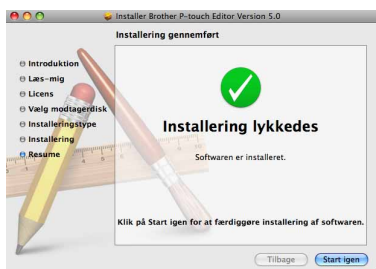 Installer Brother P-touch Editor Version 5.0
Installering gennemført
Introduktion
Læs-mig
Licens
Vælg modtagerdisk
Installeringstype
Installering
Resume
Installering lykkedes
Softwaren er installeret.
Klik på Start igen for at færdiggøre installering af softwaren.
Tilbage
Start igen